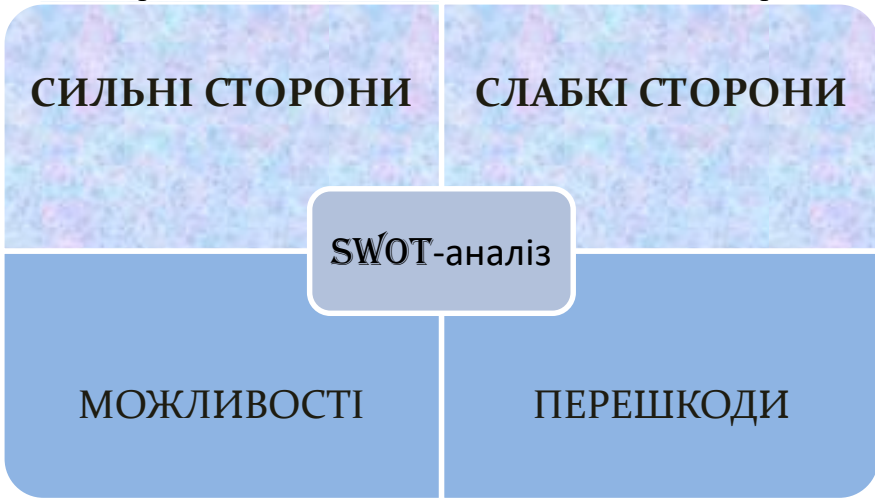 СИЛЬНІ СТОРОНИ
СЛАБКІ СТОРОНИ
SWOT-аналіз
МОЖЛИВОСТІ
ПЕРЕШКОДИ